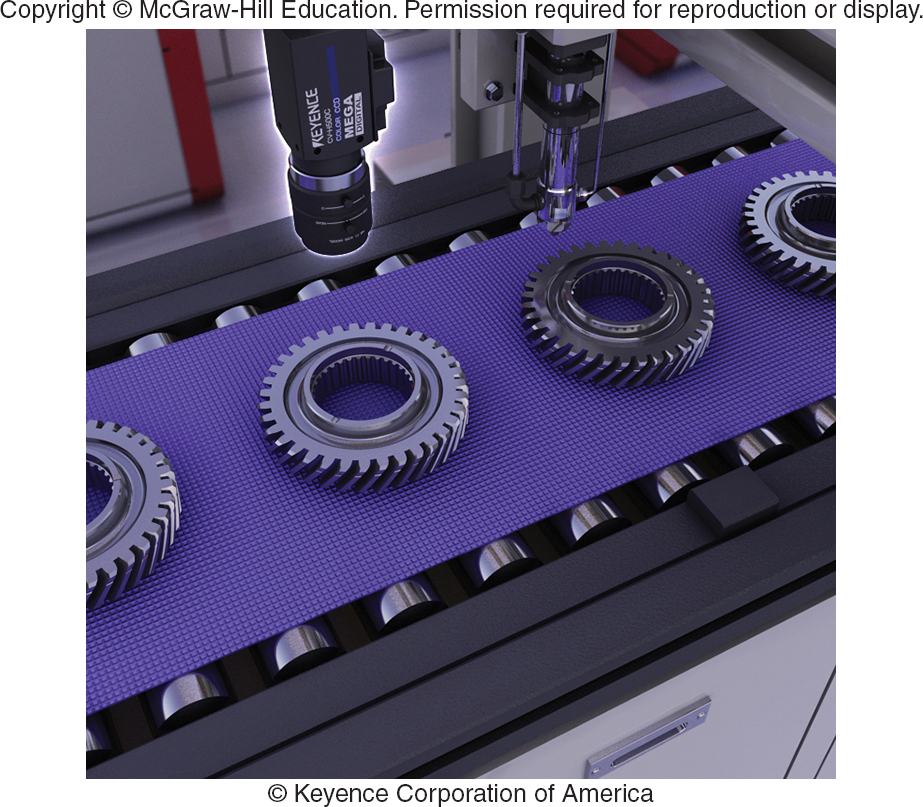 Copyright © McGraw-Hill Education. Permission required for reproduction or display.
KEYENCE
CV-H500C
COLOR CCD
MEGA
DIGITAL
© Keyence Corporation of America